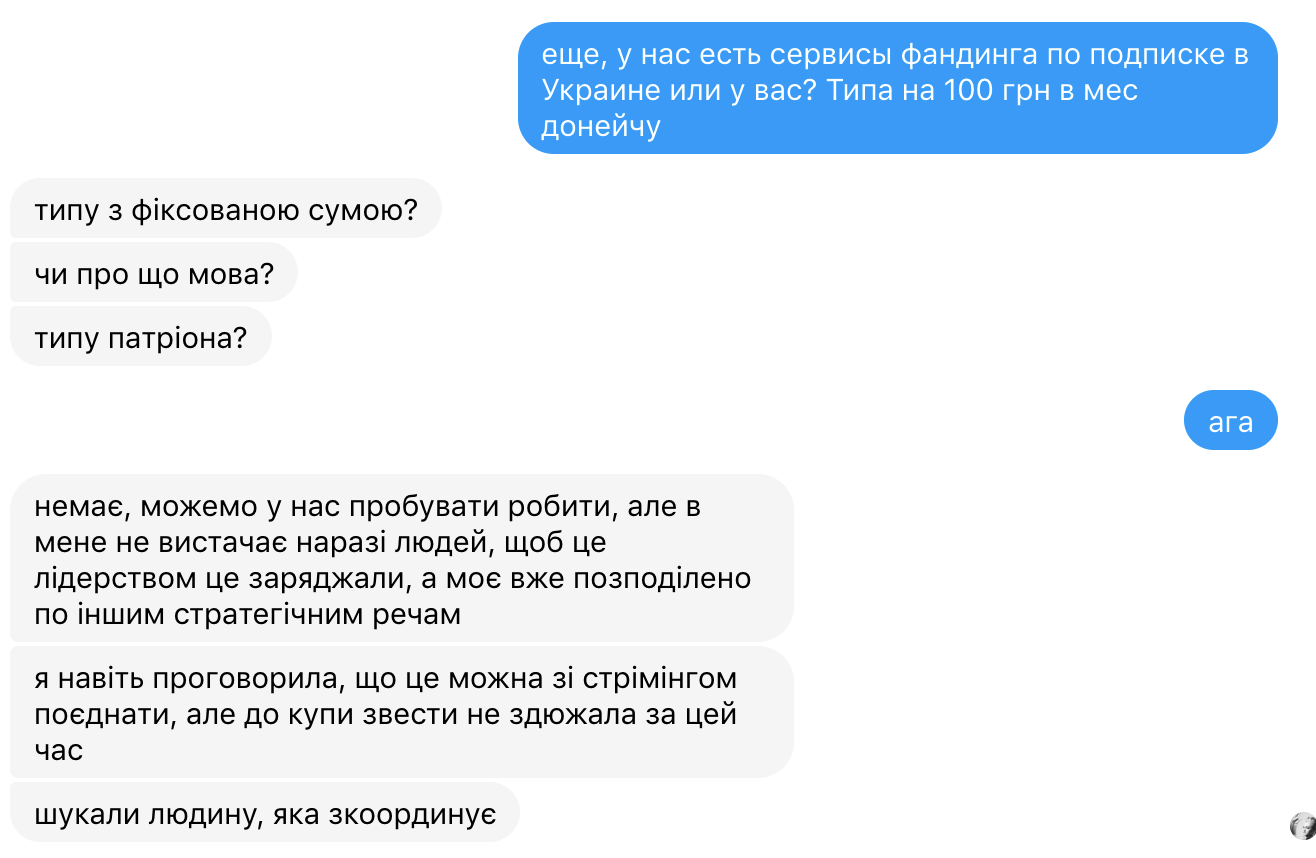 еще, у нас есть сервисы фандинга по подписке в
Украине или у вас? Типа на 100 грн в мес
донейчу
типу з фіксованою сумою?
чи про що мова?
типу патріона?
ага
немає, можемо у нас пробувати робити, але в
мене не вистачає наразі людей, щоб це
лідерством це заряджали, а моє вже позподілено
по іншим стратегічним речам
я навіть проговорила, що це можна зі стрімінгом
поєднати, але до купи звести не здюжала за цей
час
шукали людину, яка зкоординує